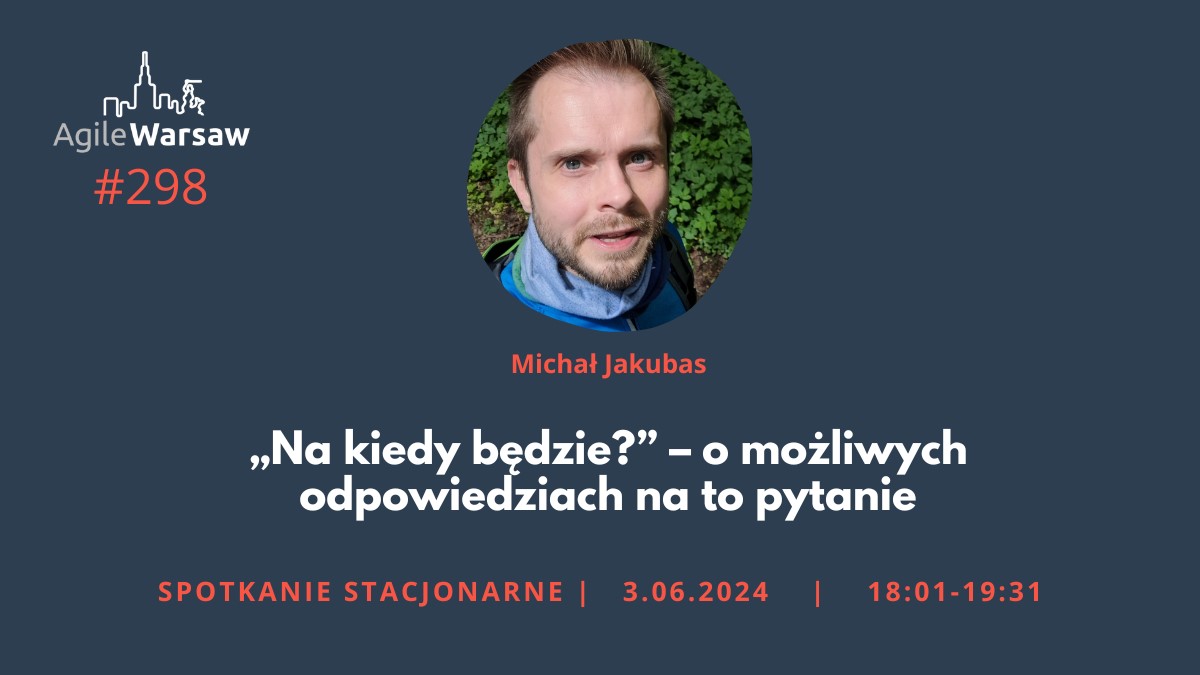 AgileWarsaw
#298
Michał Jakubas
„Na kiedy będzie?” – o możliwych
odpowiedziach na to pytanie
SPOTKANIE STACJONARNE | 3.06.2024 | 18:01-19:31